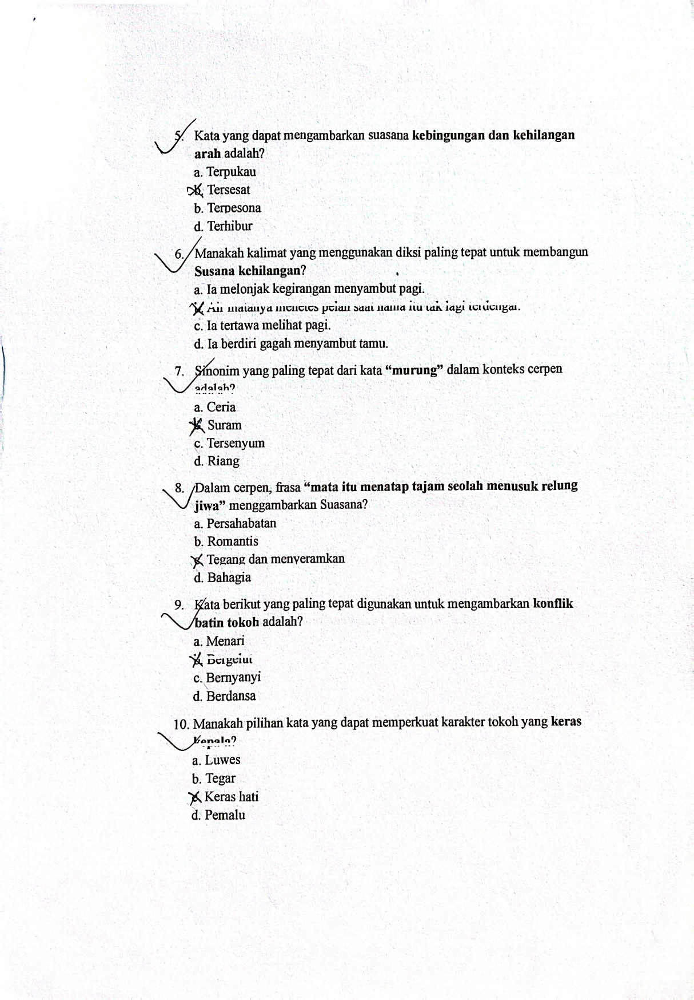 5. Kata yang dapat mengambarkan suasana kebingungan dan kehilangan
arah adalah?
a. Terpukau
Tersesat
b. Terpesona
d. Terhibur
6. Manakah kalimat yang menggunakan diksi paling tepat untuk membangun
Susana kehilangan?
a. Ia melonjak kegirangan menyambut pagi.
Air matanya menetes pelan saat nama itu tak lagi terdengar.
c. Ia tertawa melihat pagi.
d. Ia berdiri gagah menyambut tamu.
7. Sinonim yang paling tepat dari kata “murung” dalam konteks cerpen
adalah?
a. Ceria
Suram
c. Tersenyum
d. Riang
8. Dalam cerpen, frasa “mata itu menatap tajam seolah menusuk relung
jiwa” menggambarkan Suasana?
a. Persahabatan
b. Romantis
Tegang dan menyeramkan
d. Bahagia
9. Kata berikut yang paling tepat digunakan untuk mengambarkan konflik
batin tokoh adalah?
a. Menari
Bergelut
c. Bernyanyi
d. Berdansa
10. Manakah pilihan kata yang dapat memperkuat karakter tokoh yang keras
kepala?
a. Luwes
b. Tegar
Keras hati
d. Pemalu